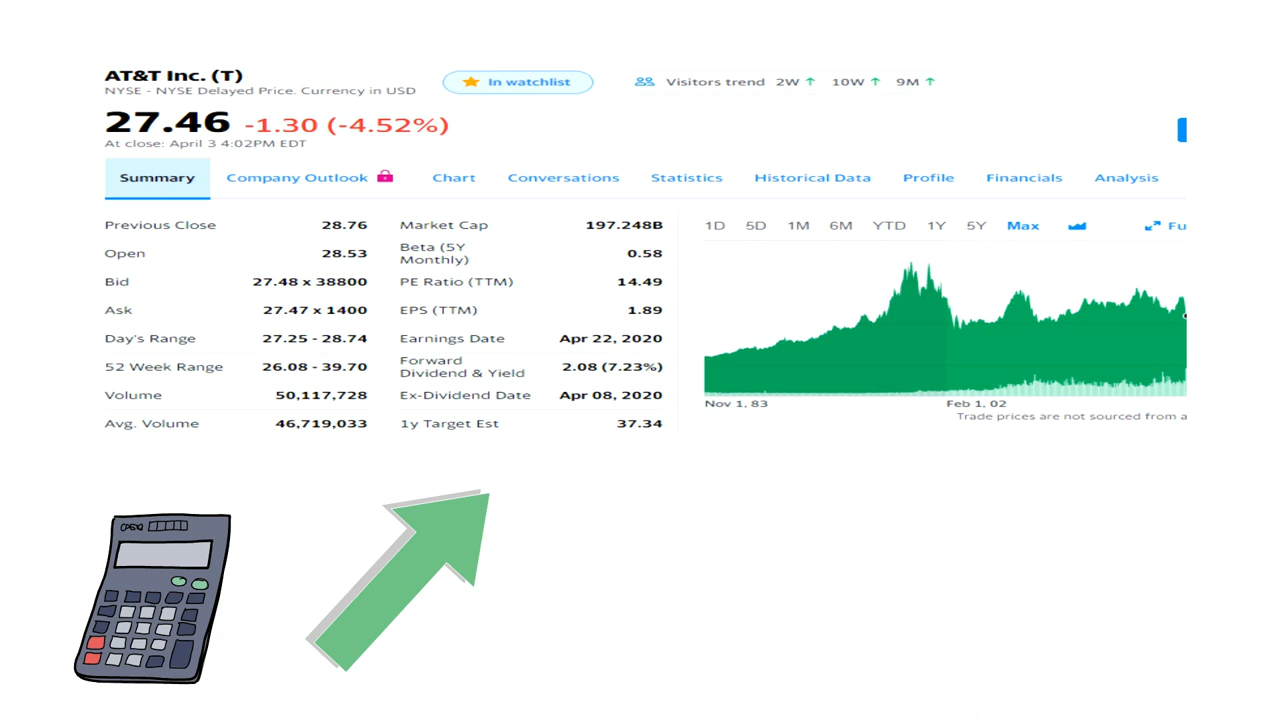 AT&T Inc. (T)
NYSE - NYSE Delayed Price. Currency in USD
In watchlist
Visitors trend 2W ↑ 10W ↑ 9M ↑
27.46 -1.30 (-4.52%)
At close: April 3 4:02PM EDT
Summary Company Outlook Chart Conversations Statistics Historical Data Profile Financials Analysis
Previous Close 28.76
Open 28.53
Bid 27.48 x 38800
Ask 27.47 x 1400
Day's Range 27.25 - 28.74
52 Week Range 26.08 - 39.70
Volume 50,117,728
Avg. Volume 46,719,033
Market Cap 197.248B
Beta (5Y
Monthly) 0.58
PE Ratio (TTM) 14.49
EPS (TTM) 1.89
Earnings Date Apr 22, 2020
Forward
Dividend & Yield 2.08 (7.23%)
Ex-Dividend Date Apr 08, 2020
1y Target Est 37.34
1D 5D 1M 6M YTD 1Y 5Y Max Fu
Nov 1, 83 Feb 1, 02
Trade prices are not sourced from a